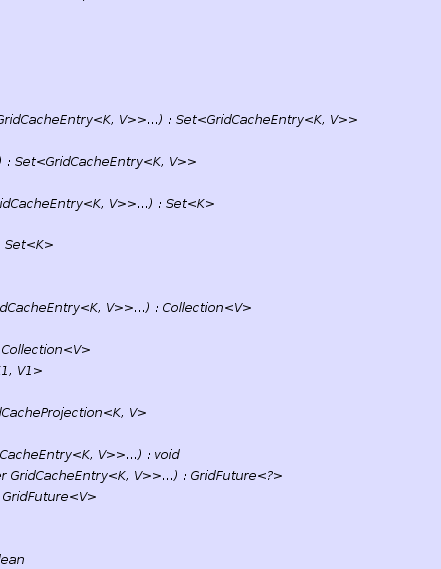 GridCacheEntry<K, V>>...) : Set<GridCacheEntry<K, V>>
) : Set<GridCacheEntry<K, V>>
idCacheEntry<K, V>>...) : Set<K>
Set<K>
dCacheEntry<K, V>>...) : Collection<V>
Collection<V>
1, V1>
dCacheProjection<K, V>
CacheEntry<K, V>>...) : void
er GridCacheEntry<K, V>>...) : GridFuture<?>
GridFuture<V>
lean